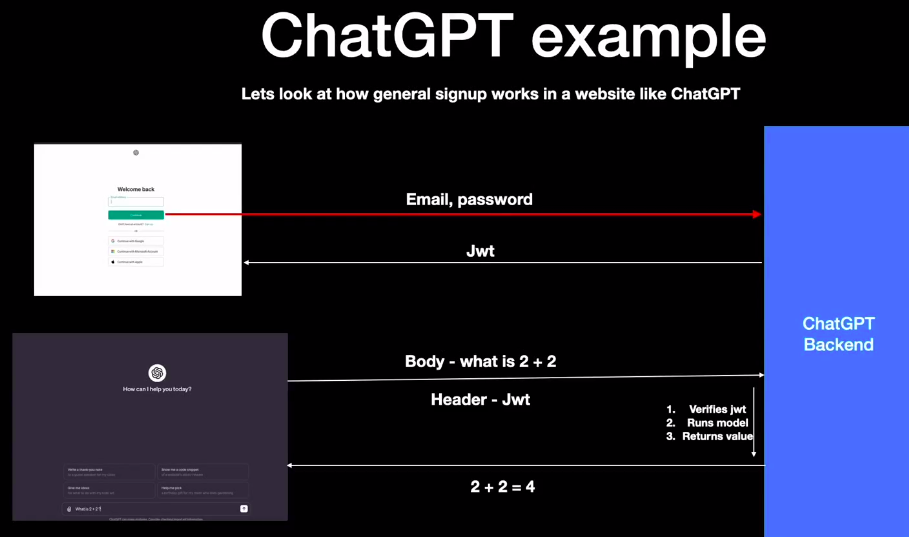 ChatGPT example
Lets look at how general signup works in a website like ChatGPT
Welcome back
Continue with Google
Continue with Microsoft Account
Continue with Apple
Email, password
Jwt
ChatGPT
Backend
How can I help you today?
Body - what is 2 + 2
Header - Jwt
1. Verifies jwt
2. Runs model
3. Returns value
What is 2 + 2
2 + 2 = 4